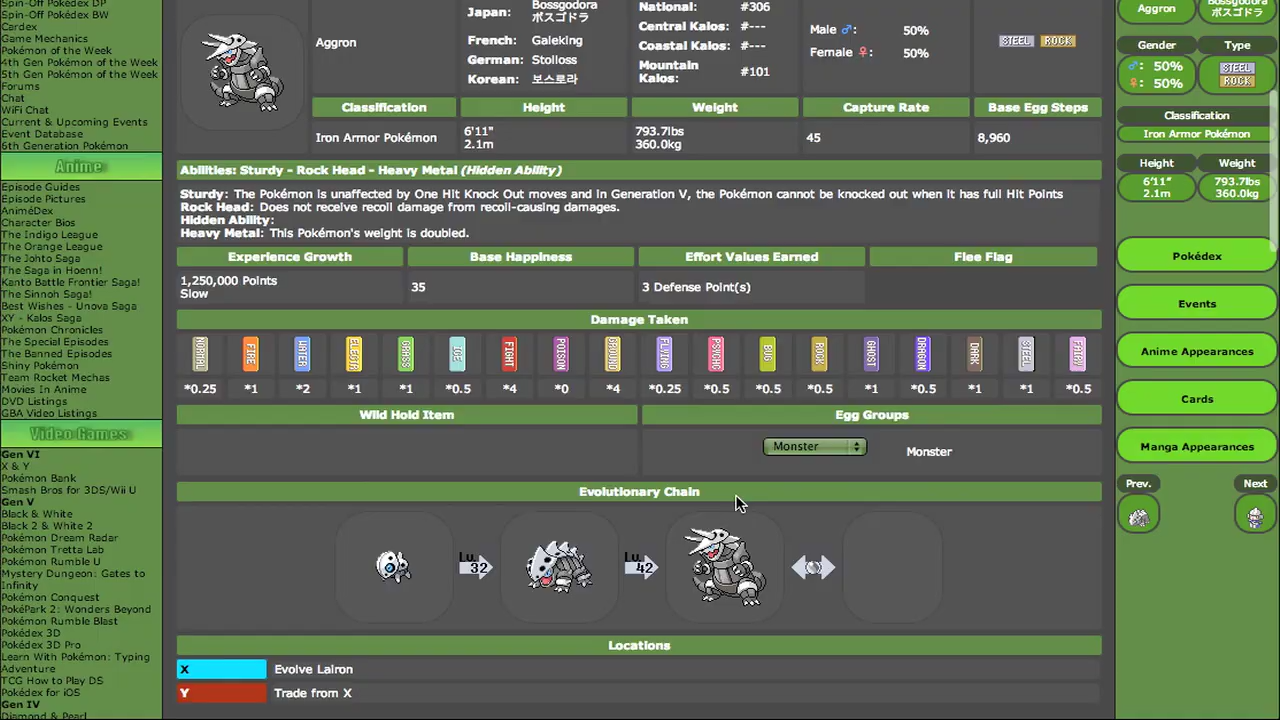 Spin-Off Pokédex DP
Spin-Off Pokédex BW
Cardex
Game Mechanics
Pokémon of the Week
4th Gen Pokémon of the Week
5th Gen Pokémon of the Week
Forums
Chat
WiFi Chat
Current & Upcoming Events
Event Database
6th Generation Pokémon
Anime
Episode Guides
Episode Pictures
AniméDex
Character Bios
The Indigo League
The Orange League
The Johto Saga
The Saga in Hoenn!
Kanto Battle Frontier Saga!
The Sinnoh Saga!
Best Wishes - Unova Saga
XY - Kalos Saga
Pokémon Chronicles
The Special Episodes
The Banned Episodes
Shiny Pokémon
Team Rocket Mechas
Movies In Anime
DVD Listings
GBA Video Listings
Video Games
Gen VI
X & Y
Pokémon Bank
Smash Bros for 3DS/Wii U
Gen V
Black & White
Black 2 & White 2
Pokémon Dream Radar
Pokémon Tretta Lab
Pokémon Rumble U
Mystery Dungeon: Gates to
Infinity
Pokémon Conquest
PokéPark 2: Wonders Beyond
Pokémon Rumble Blast
Pokédex 3D
Pokédex 3D Pro
Learn With Pokémon: Typing
Adventure
TCG How to Play DS
Pokédex for iOS
Gen IV
Diamond & Pearl
Aggron
Japan: Bossgodora
ボスゴドラ
French: Galeking
German: Stolloss
Korean: 보스로라
National: #306
Central Kalos: #---
Coastal Kalos: #---
Mountain
Kalos: #101
Male ♂: 50%
Female ♀: 50%
STEEL ROCK
Classification Height Weight Capture Rate Base Egg Steps
Iron Armor Pokémon 6'11" 793.7lbs 45 8,960
2.1m 360.0kg
Abilities: Sturdy - Rock Head - Heavy Metal (Hidden Ability)
Sturdy: The Pokémon is unaffected by One Hit Knock Out moves and in Generation V, the Pokémon cannot be knocked out when it has full Hit Points
Rock Head: Does not receive recoil damage from recoil-causing damages.
Hidden Ability:
Heavy Metal: This Pokémon's weight is doubled.
Experience Growth Base Happiness Effort Values Earned Flee Flag
1,250,000 Points 35 3 Defense Point(s)
Slow
Damage Taken
NORMAL FIRE WATER ELECTR GRASS ICE FIGHT POISON GROUND FLYING PSYCHC BUG ROCK GHOST DRAGON DARK STEEL FAIRY
*0.25 *1 *2 *1 *1 *0.5 *4 *0 *4 *0.25 *0.5 *0.5 *0.5 *1 *0.5 *1 *1 *0.5
Wild Hold Item Egg Groups
Monster Monster
Evolutionary Chain
Lv. 32 Lv. 42
Locations
X Evolve Lairon
Y Trade from X
Aggron Bossgodora
ボスゴドラ
Gender Type
♂: 50% STEEL
♀: 50% ROCK
Classification
Iron Armor Pokémon
Height Weight
6'11" 793.7lbs
2.1m 360.0kg
Pokédex
Events
Anime Appearances
Cards
Manga Appearances
Prev. Next